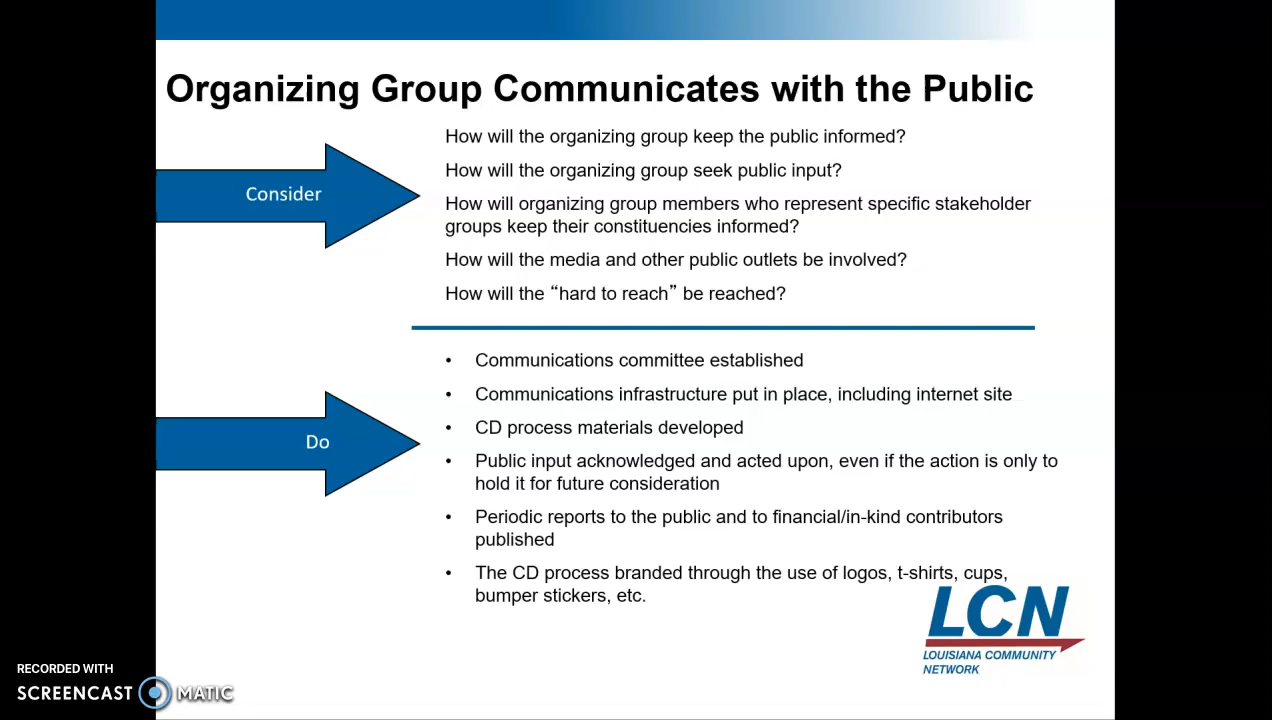 Organizing Group Communicates with the Public
Consider
How will the organizing group keep the public informed?
How will the organizing group seek public input?
How will organizing group members who represent specific stakeholder
groups keep their constituencies informed?
How will the media and other public outlets be involved?
How will the “hard to reach” be reached?
Do
• Communications committee established
• Communications infrastructure put in place, including internet site
• CD process materials developed
• Public input acknowledged and acted upon, even if the action is only to
hold it for future consideration
• Periodic reports to the public and to financial/in-kind contributors
published
• The CD process branded through the use of logos, t-shirts, cups,
bumper stickers, etc.
LCN
LOUISIANA COMMUNITY
NETWORK
RECORDED WITH
SCREENCAST MATIC